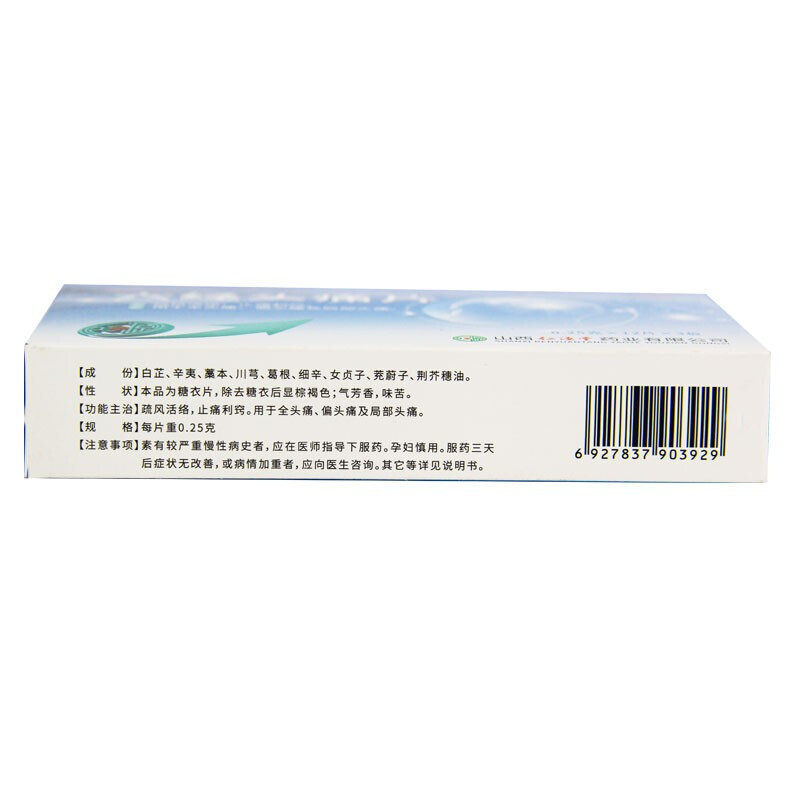 【成 份】白芷、辛夷、藁本、川芎、葛根、细辛、女贞子、茺蔚子、荆芥穗油。
【性 状】本品为糖衣片，除去糖衣后显棕褐色；气芳香，味苦。
【功能主治】疏风活络，止痛利窍。用于全头痛、偏头痛及局部头痛。
【规 格】每片重0.25克
【注意事项】素有较严重慢性病史者，应在医师指导下服药。孕妇慎用。服药三天
后症状无改善，或病情加重者，应向医生咨询。其它等详见说明书。
6 927837 903929